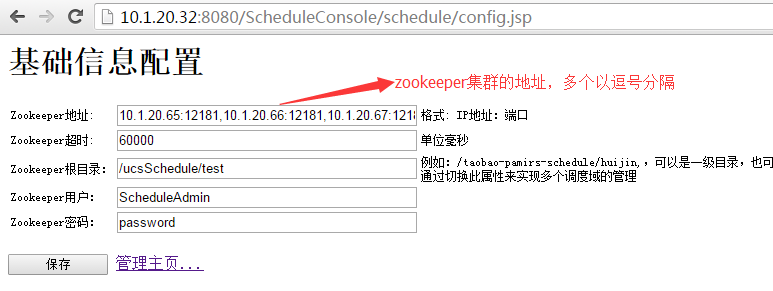 10.1.20.32:8080/ScheduleConsole/schedule/config.jsp
基础信息配置
zookeeper集群的地址，多个以逗号分隔
Zookeeper地址: 10.1.20.65:12181,10.1.20.66:12181,10.1.20.67:1218 格式: IP地址：端口
Zookeeper超时: 60000 单位毫秒
Zookeeper根目录: /ucsSchedule/test 例如：/taobao-pamirs-schedule/huijin,，可以是一级目录，也可
通过切换此属性来实现多个调度域的管理
Zookeeper用户: ScheduleAdmin
Zookeeper密码: password
保存 管理主页...